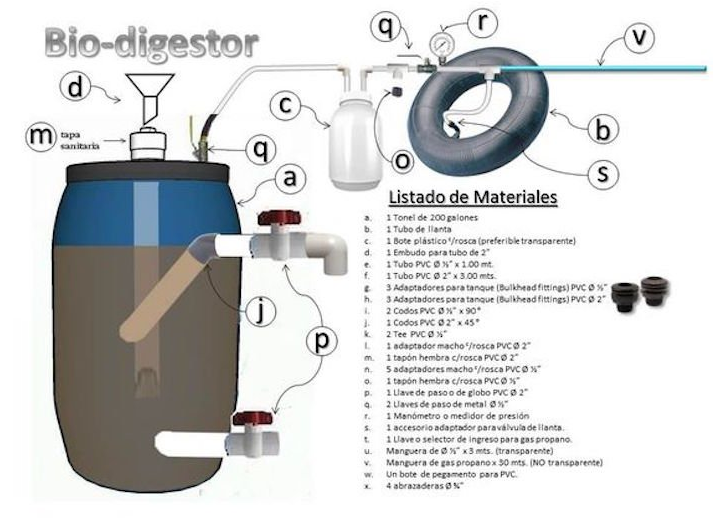 Bio-digestor
q
r
v
d
c
m
tapa
sanitaria
q
a
o
b
s
j
p
Listado de Materiales
a. 1 Tonel de 200 galones
b. 1 Tubo de llanta
c. 1 Bote plástico ᶜ/rosca (preferible transparente)
d. 1 Embudo para tubo de 2"
e. 1 Tubo PVC Ø ½" x 1.00 mt.
f. 1 Tubo PVC Ø 2" x 3.00 mts.
g. 3 Adaptadores para tanque (Bulkhead fittings) PVC Ø ½"
h. 3 Adaptadores para tanque (Bulkhead fittings) PVC Ø 2"
i. 2 Codos PVC Ø ½" x 90°
j. 1 Codos PVC Ø 2" x 45°
k. 2 Tee PVC Ø ½"
l. 1 adaptador macho ᶜ/rosca PVC Ø 2"
m. 1 tapón hembra c/rosca PVC Ø 2"
n. 5 adaptadores macho ᶜ/rosca PVC Ø ½"
o. 1 tapón hembra c/rosca PVC Ø ½"
p. 1 Llave de paso o de globo PVC Ø 2"
q. 2 Llaves de paso de metal Ø ½"
r. 1 Manómetro o medidor de presión
s. 1 accesorio adaptador para válvula de llanta.
t. 1 Llave o selector de ingreso para gas propano.
u. Manguera de Ø ½" x 3 mts. (transparente)
v. Manguera de gas propano x 30 mts. (NO transparente)
w. Un bote de pegamento para PVC.
x. 4 abrazaderas Ø ¾"